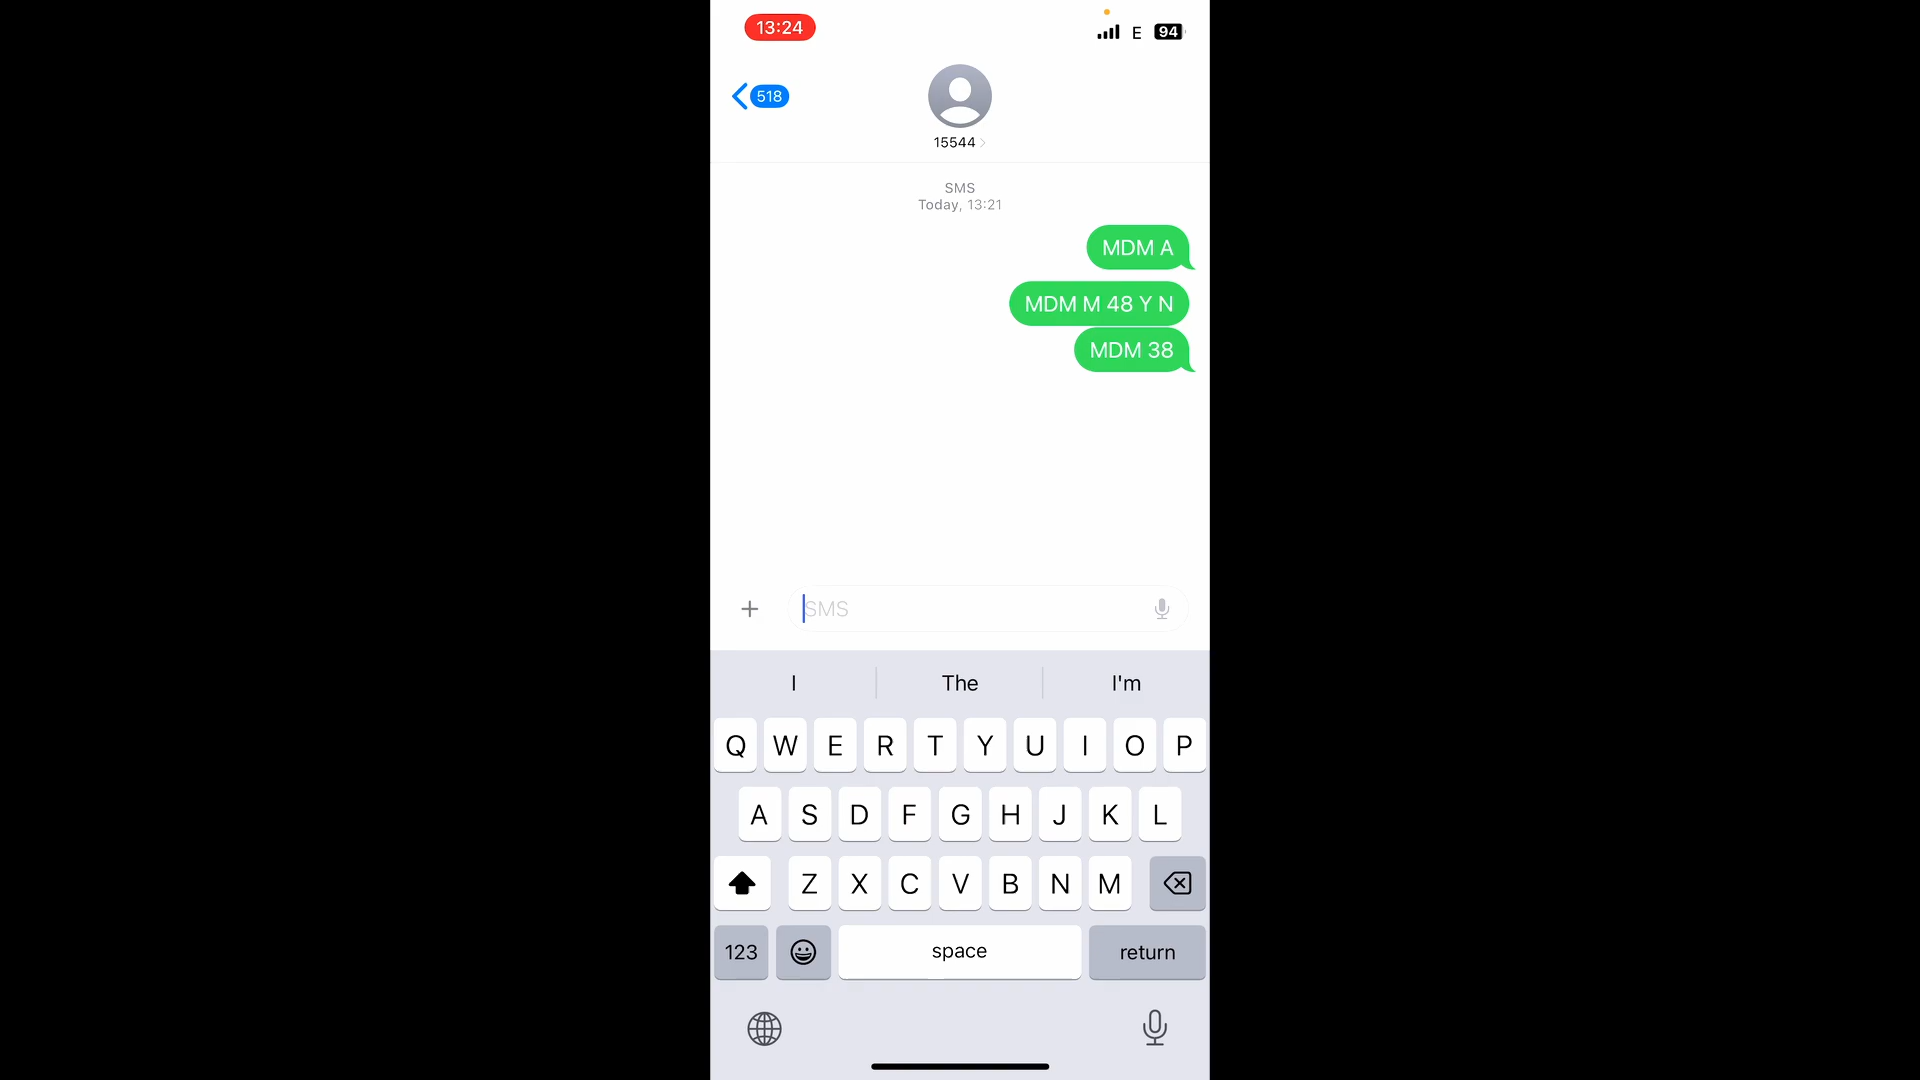 13:24
E 94
518
15544
SMS
Today, 13:21
MDM A
MDM M 48 Y N
MDM 38
SMS
I The I'm
Q W E R T Y U I O P
A S D F G H J K L
Z X C V B N M
123 space return